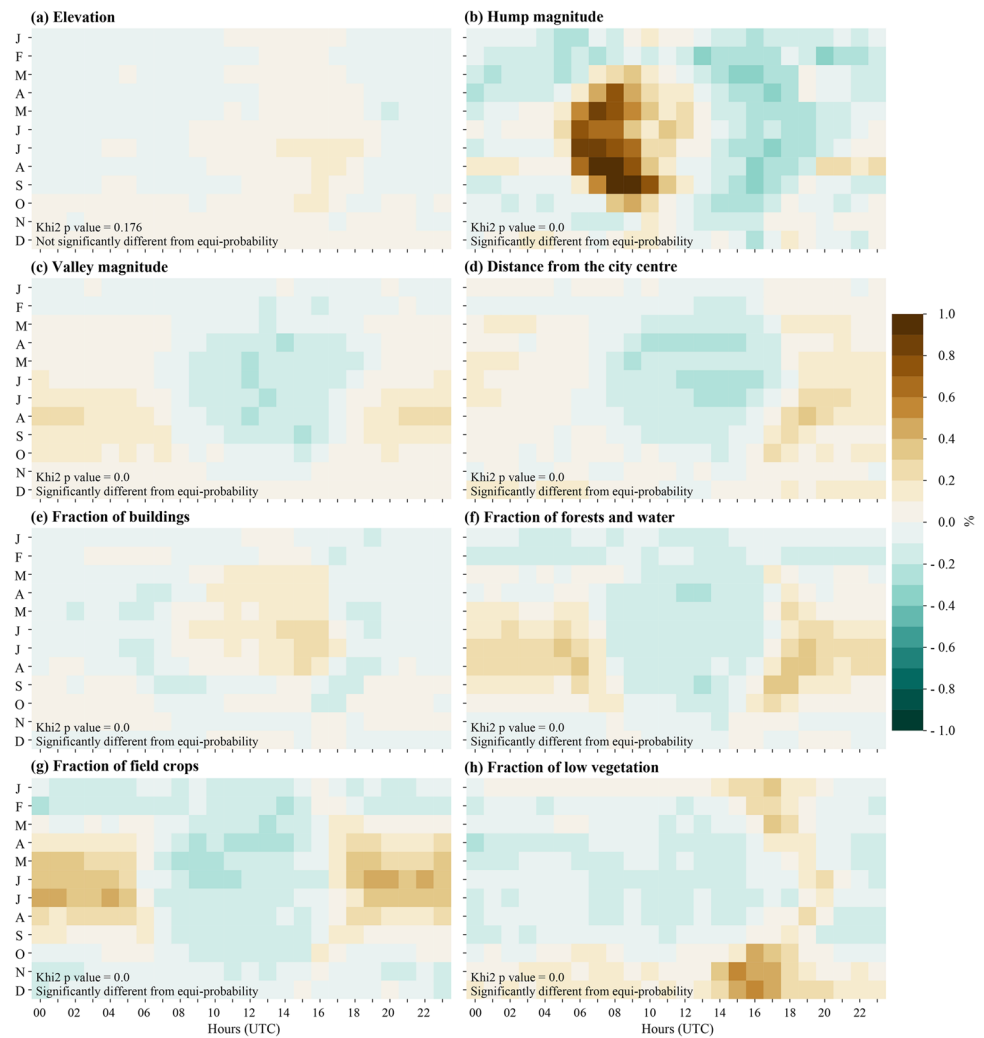 (a) Elevation
(b) Hump magnitude
J
F
M
A
M
J
J
A
S
O
N
D
Khi2 p value = 0.176
Not significantly different from equi-probability
Khi2 p value = 0.0
Significantly different from equi-probability
(c) Valley magnitude
(d) Distance from the city centre
J
F
M
A
M
J
J
A
S
O
N
D
Khi2 p value = 0.0
Significantly different from equi-probability
Khi2 p value = 0.0
Significantly different from equi-probability
1.0
0.8
0.6
0.4
0.2
0.0
- 0.2
- 0.4
- 0.6
- 0.8
- 1.0
%
(e) Fraction of buildings
(f) Fraction of forests and water
J
F
M
A
M
J
J
A
S
O
N
D
Khi2 p value = 0.0
Significantly different from equi-probability
Khi2 p value = 0.0
Significantly different from equi-probability
(g) Fraction of field crops
(h) Fraction of low vegetation
J
F
M
A
M
J
J
A
S
O
N
D
Khi2 p value = 0.0
Significantly different from equi-probability
Khi2 p value = 0.0
Significantly different from equi-probability
00 02 04 06 08 10 12 14 16 18 20 22
Hours (UTC)
00 02 04 06 08 10 12 14 16 18 20 22
Hours (UTC)